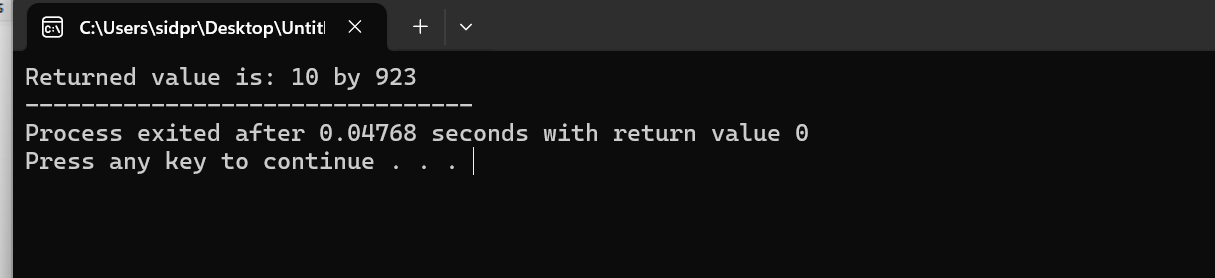 C:\Users\sidpr\Desktop\Untitl
Returned value is: 10 by 923
--------------------------------
Process exited after 0.04768 seconds with return value 0
Press any key to continue . . .